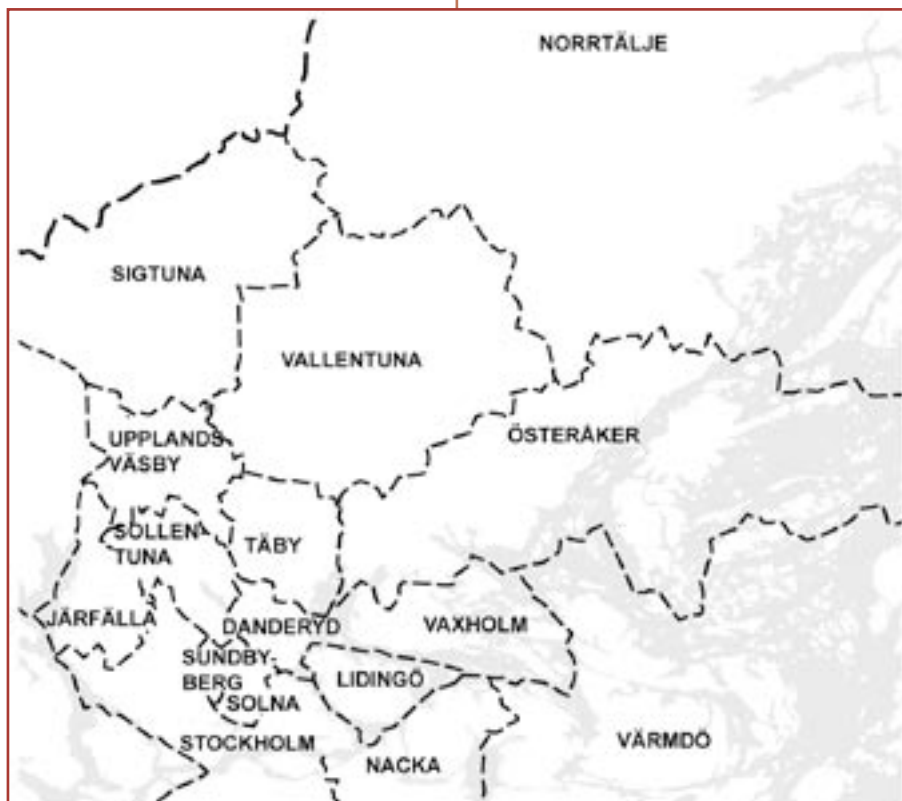 NORRTÄLJE
SIGTUNA
VALLENTUNA
UPPLANDS
VÄSBY
ÖSTERÅKER
SOLLEN
TUNA
TÄBY
JÄRFÄLLA
DANDERYD
VAXHOLM
SUNDBY-
BERG
LIDINGÖ
SOLNA
STOCKHOLM
NACKA
VÄRMDÖ